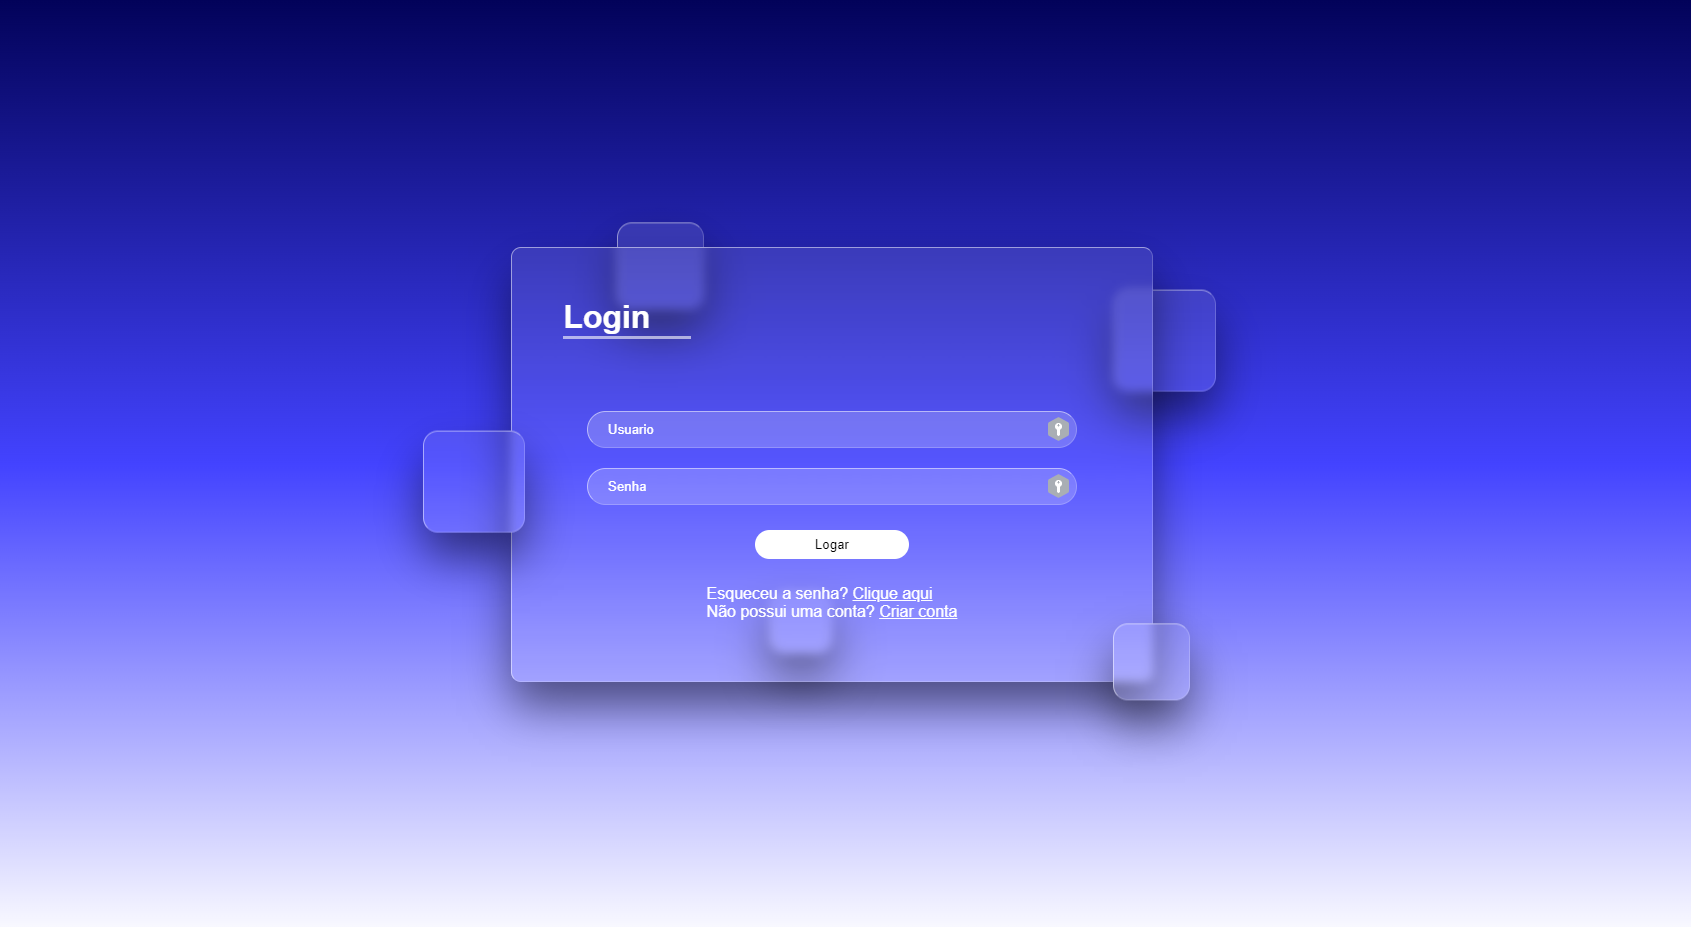 Login
Usuario
Senha
Logar
Esqueceu a senha? Clique aqui
Não possui uma conta? Criar conta